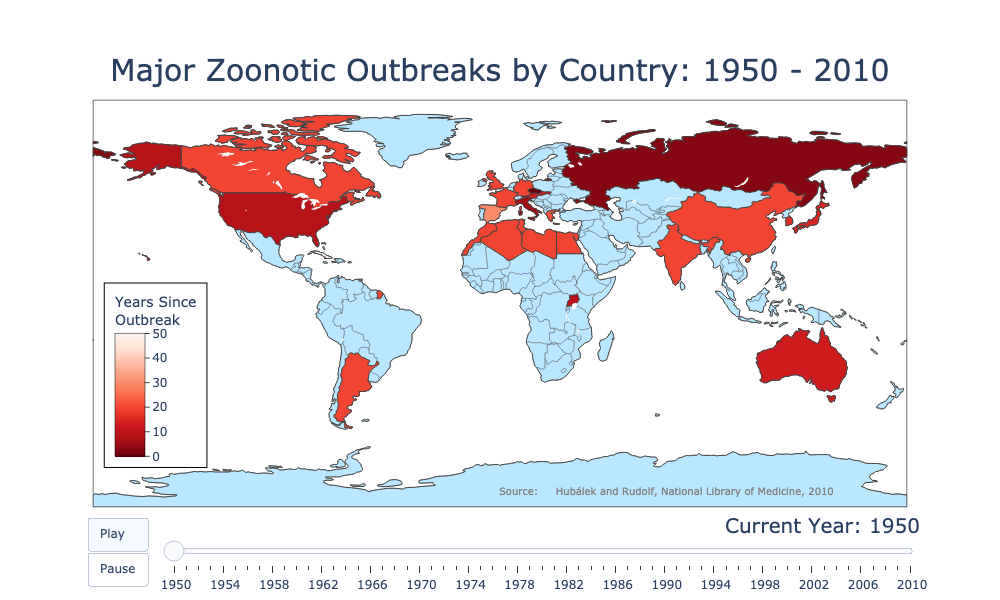 Major Zoonotic Outbreaks by Country: 1950 - 2010
Years Since
Outbreak
50
40
30
20
10
0
Source: Hubálek and Rudolf, National Library of Medicine, 2010
Current Year: 1950
Play
Pause
1950 1954 1958 1962 1966 1970 1974 1978 1982 1986 1990 1994 1998 2002 2006 2010